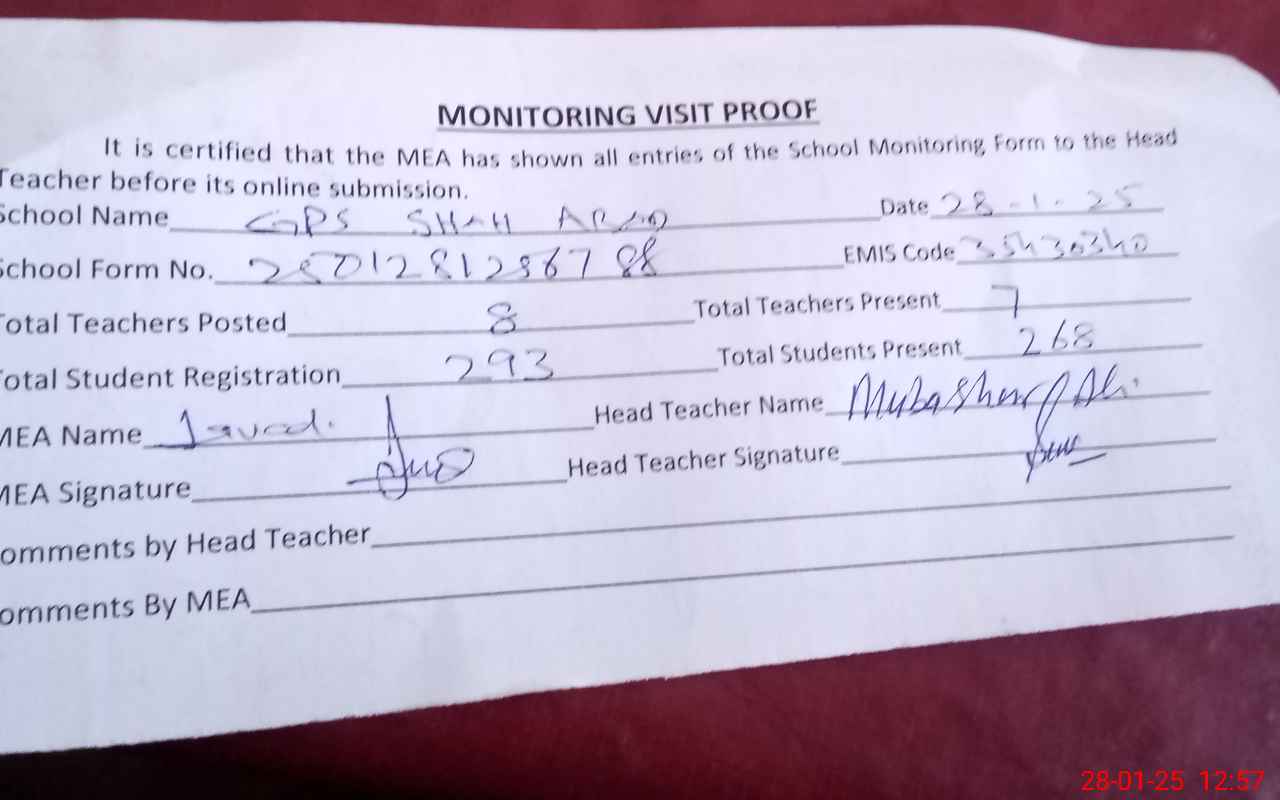 MONITORING VISIT PROOF
It is certified that the MEA has shown all entries of the School Monitoring Form to the Head
Teacher before its online submission.
School Name GPS SHAH Date 28-1-25
School Form No. EMIS Code 35430340
Total Teachers Posted 8 Total Teachers Present 7
Total Student Registration 293 Total Students Present 268
MEA Name Javed. Head Teacher Name Mubasher Ali.
MEA Signature Head Teacher Signature
omments by Head Teacher
omments By MEA
28-01-25 12:57